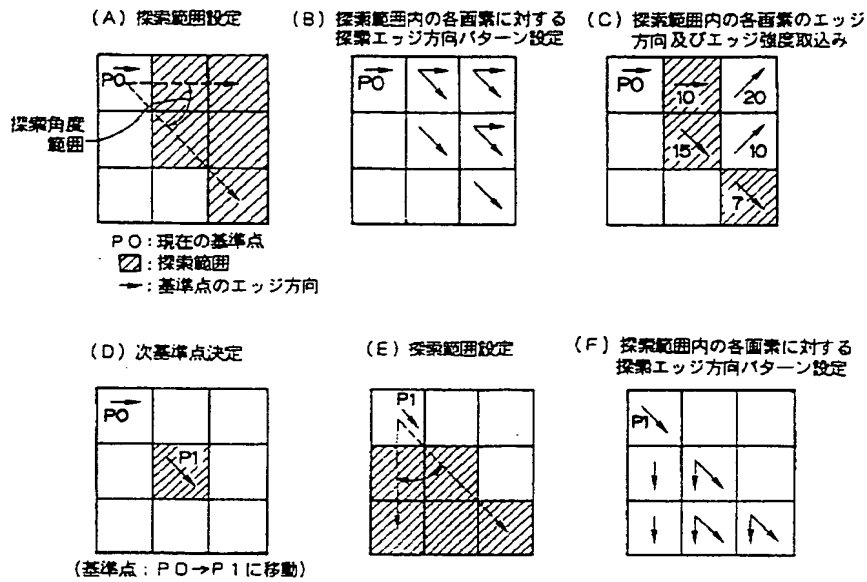 (A) 探索範囲設定
(B) 探索範囲内の各画素に対する
探索エッジ方向パターン設定
(C) 探索範囲内の各画素のエッジ
方向及びエッジ強度取込み
P0
探索角度
範囲
P0
P0
10
20
15
10
7
P0:現在の基準点
:探索範囲
→:基準点のエッジ方向
(D) 次基準点決定
(E) 探索範囲設定
(F) 探索範囲内の各画素に対する
探索エッジ方向パターン設定
P0
P1
P1
P1
(基準点:P0→P1に移動)